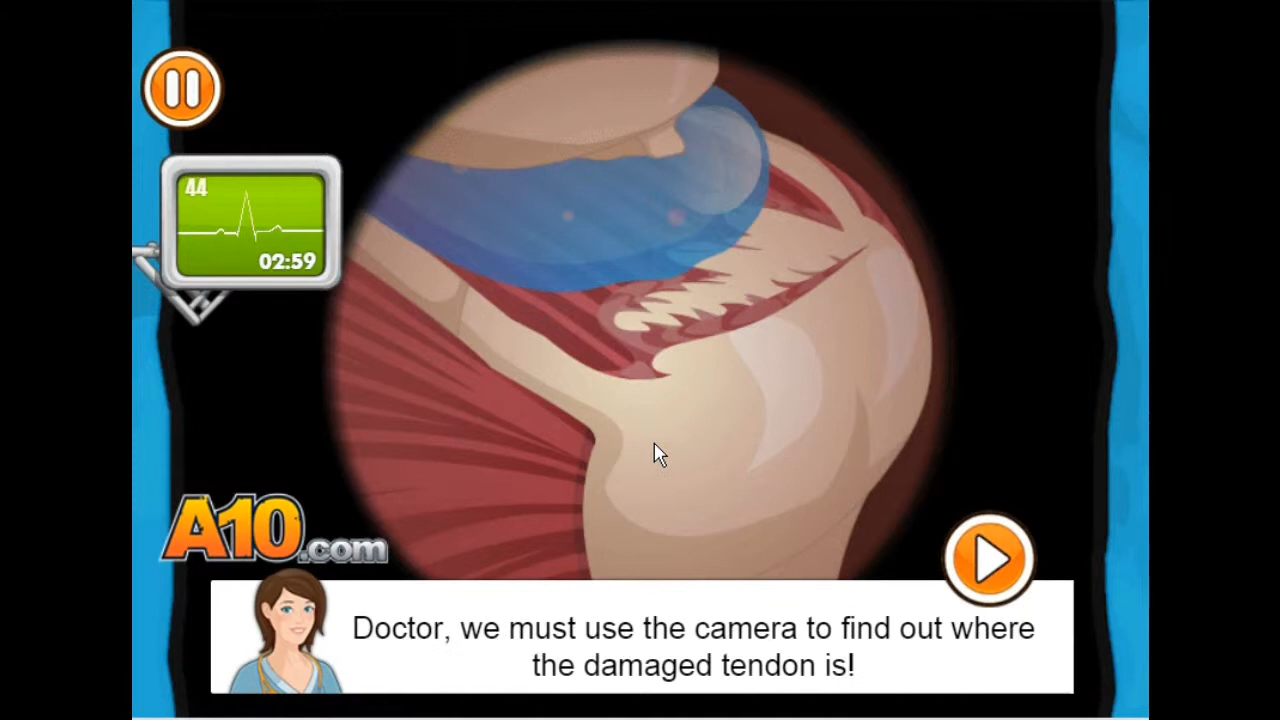 44
02:59
A10.com
Doctor, we must use the camera to find out where
the damaged tendon is!